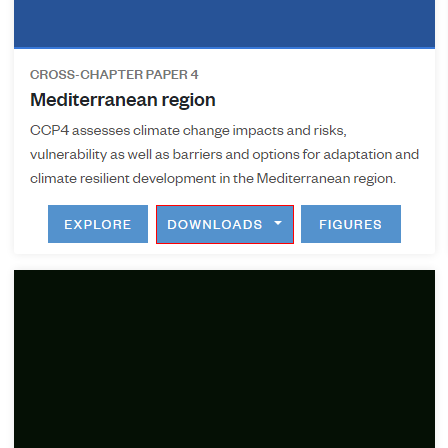 CROSS-CHAPTER PAPER 4
Mediterranean region
CCP4 assesses climate change impacts and risks,
vulnerability as well as barriers and options for adaptation and
climate resilient development in the Mediterranean region.
EXPLORE DOWNLOADS FIGURES